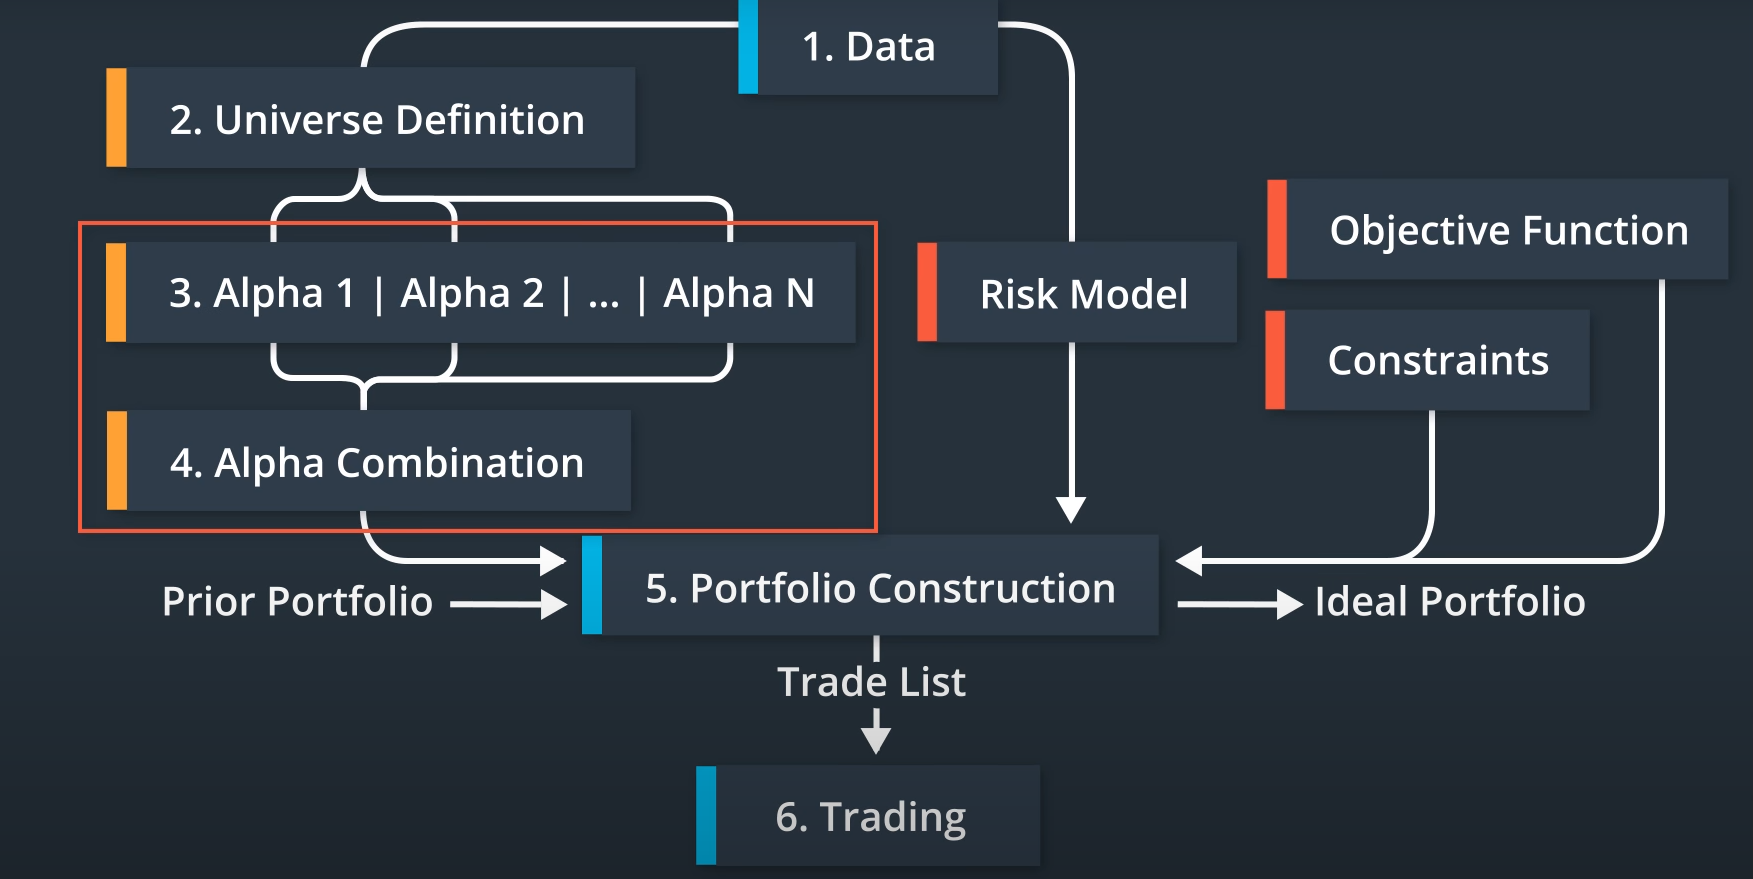 1. Data
2. Universe Definition
Objective Function
3. Alpha 1 | Alpha 2 | ... | Alpha N
Risk Model
Constraints
4. Alpha Combination
5. Portfolio Construction
Prior Portfolio
Ideal Portfolio
Trade List
6. Trading